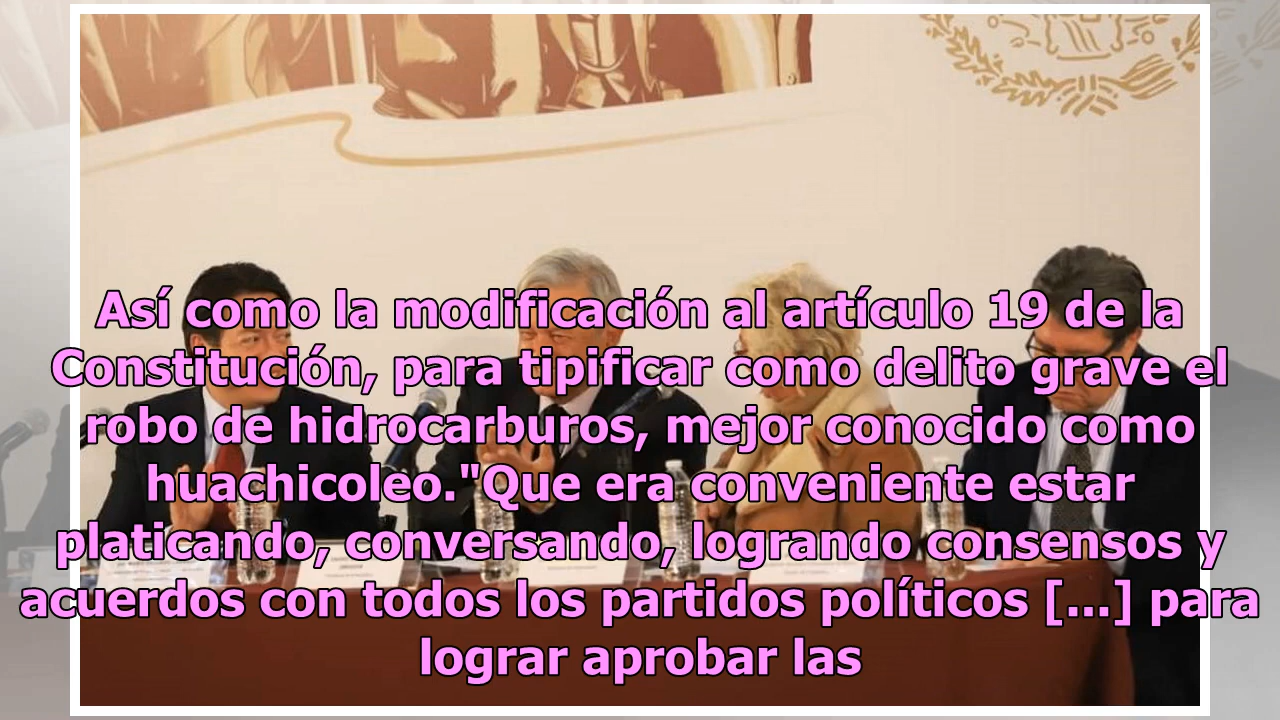 Así como la modificación al artículo 19 de la
Constitución, para tipificar como delito grave el
robo de hidrocarburos, mejor conocido como
huachicoleo."Que era conveniente estar
platicando, conversando, logrando consensos y
acuerdos con todos los partidos políticos [...] para
lograr aprobar las